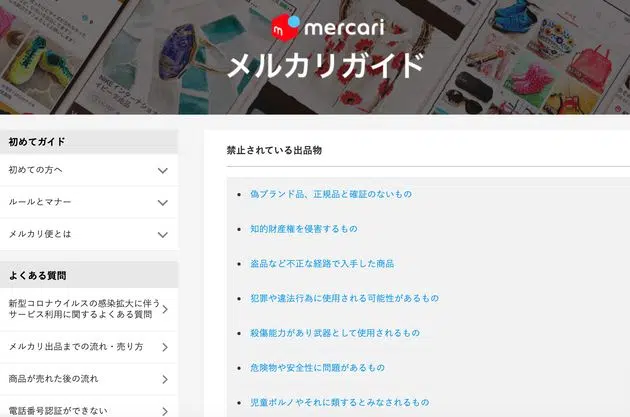 mercari
メルカリガイド
初めてガイド
初めての方へ
ルールとマナー
メルカリ便とは
よくある質問
新型コロナウイルスの感染拡大に伴う
サービス利用に関するよくある質問
メルカリ出品までの流れ・売り方
商品が売れた後の流れ
電話番号認証ができない
禁止されている出品物
偽ブランド品、正規品と確証のないもの
知的財産権を侵害するもの
盗品など不正な経路で入手した商品
犯罪や違法行為に使用される可能性があるもの
殺傷能力があり武器として使用されるもの
危険物や安全性に問題があるもの
児童ポルノやそれに類するとみなされるもの